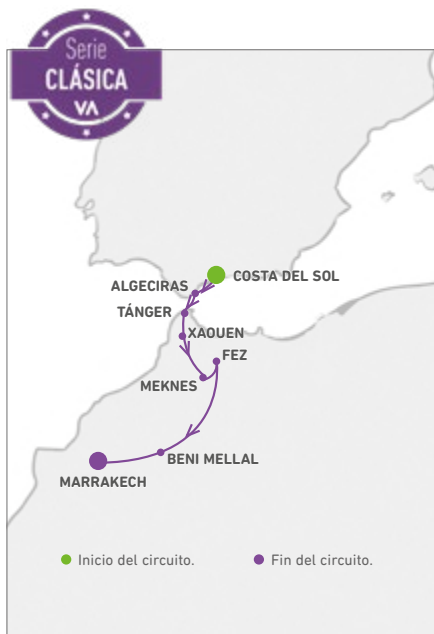 Serie
CLÁSICA
VA
COSTA DEL SOL
ALGECIRAS
TÁNGER
XAOUEN
FEZ
MEKNES
BENI MELLAL
MARRAKECH
Inicio del circuito.
Fin del circuito.